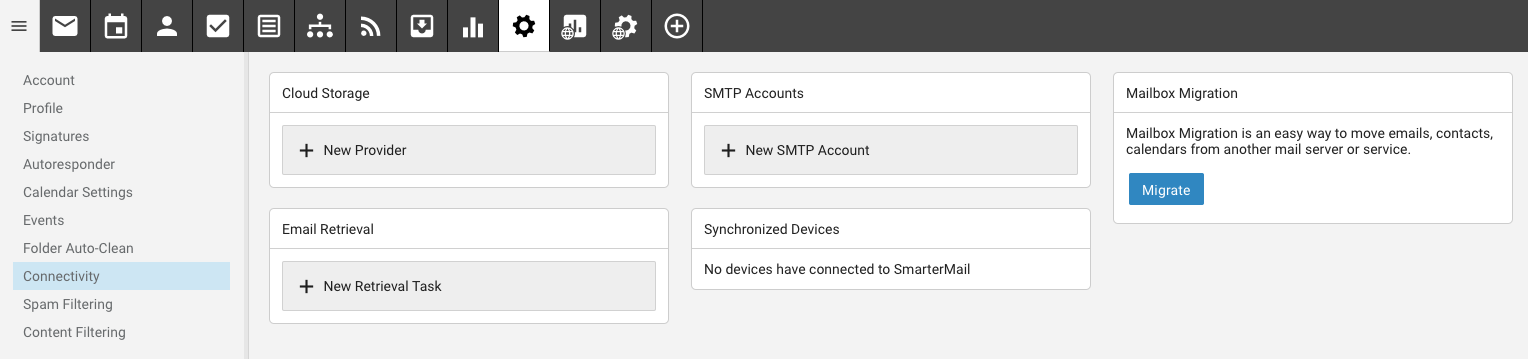 Account
Profile
Signatures
Autoresponder
Calendar Settings
Events
Folder Auto-Clean
Connectivity
Spam Filtering
Content Filtering
Cloud Storage
New Provider
Email Retrieval
New Retrieval Task
SMTP Accounts
New SMTP Account
Synchronized Devices
No devices have connected to SmarterMail
Mailbox Migration
Mailbox Migration is an easy way to move emails, contacts,
calendars from another mail server or service.
Migrate